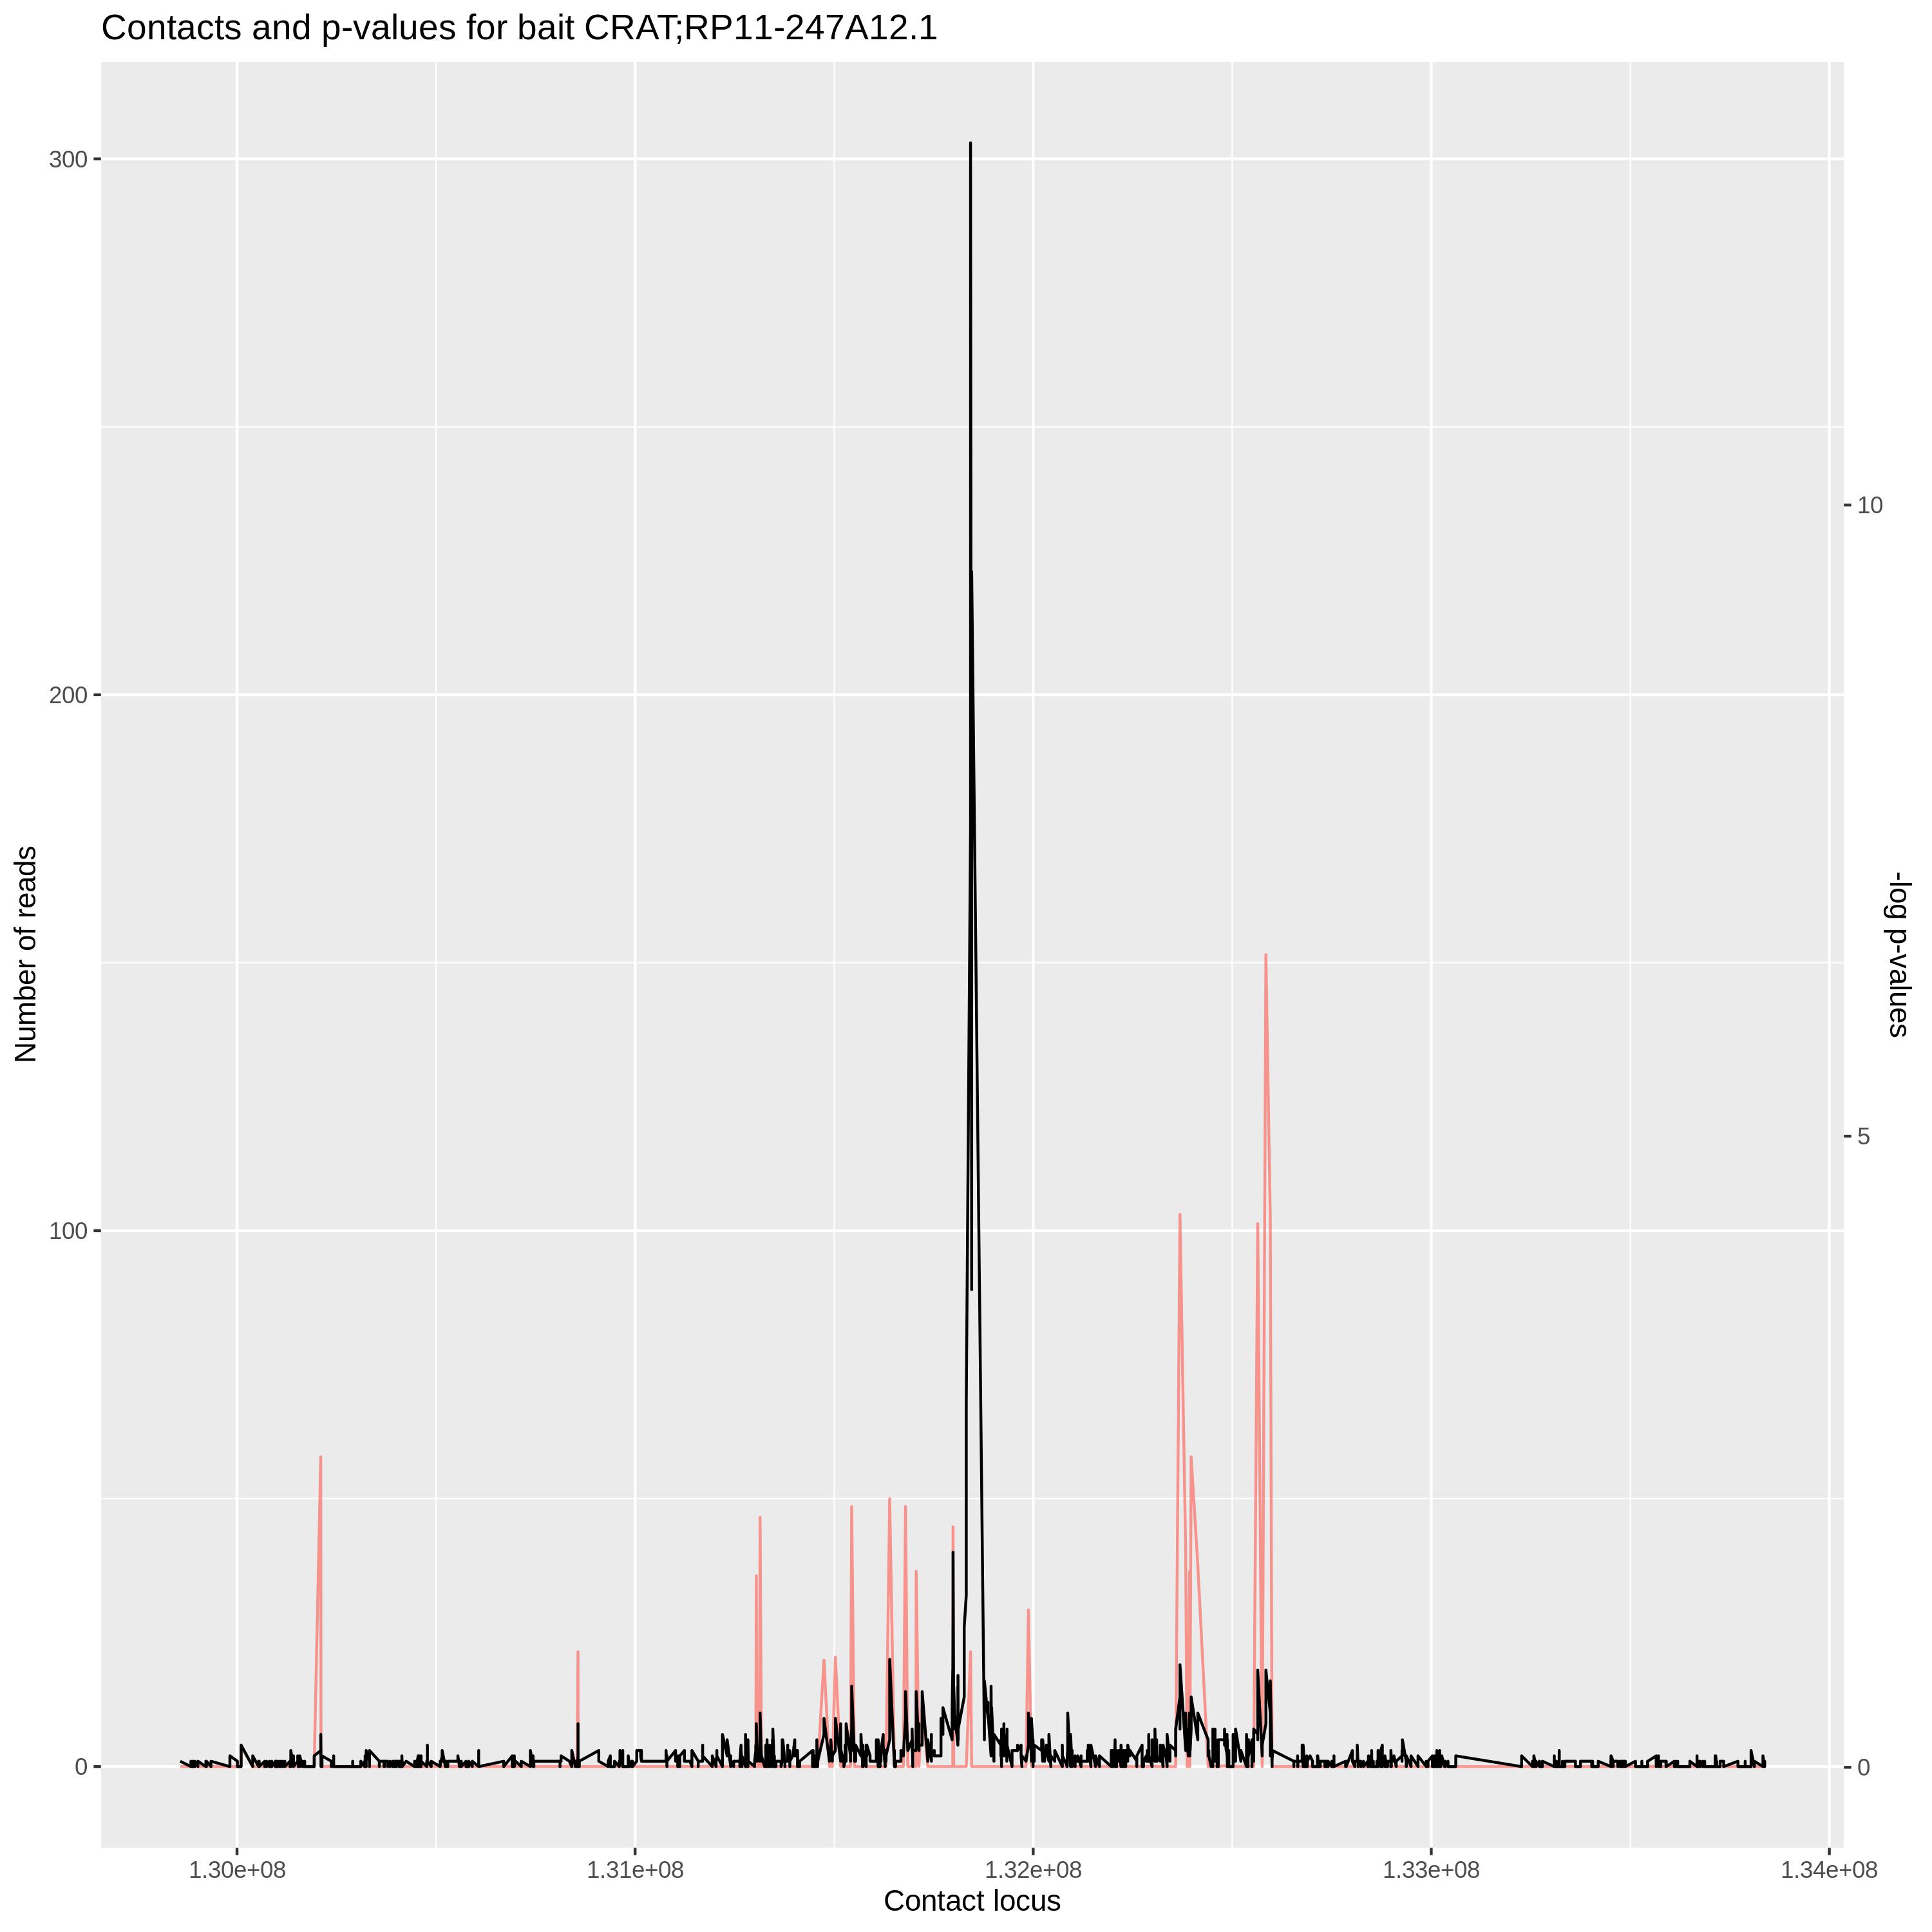 Contacts and p-values for bait CRAT;RP11-247A12.1
300
200
100
0
Number of reads
10
5
0
-log p-values
1.30e+08
1.31e+08
1.32e+08
1.33e+08
1.34e+08
Contact locus